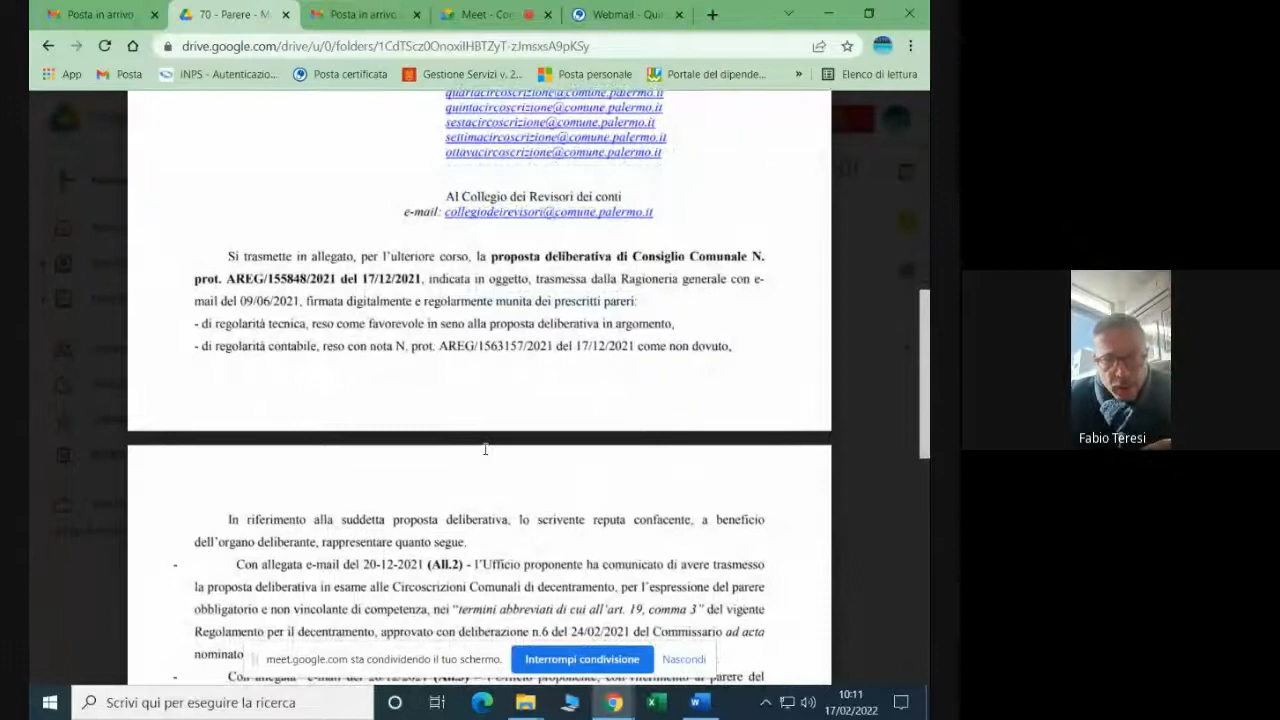 Posta in arrivo
70 - Parere - M
Posta in arrivo
Meet - Co
Webmail - Qui
drive.google.com/drive/u/0/folders/1CdTScz0OnoxiIHBTZyT-zJmsxsA9pKSy
App
Posta
INPS - Autenticazio...
Posta certificata
Gestione Servizi v. 2...
Posta personale
Portale del dipende...
»
Elenco di lettura
quartacircoscrizione@comune.palermo.it
quintacircoscrizione@comune.palermo.it
sestacircoscrizione@comune.palermo.it
settimacircoscrizione@comune.palermo.it
ottavacircoscrizione@comune.palermo.it
Al Collegio dei Revisori dei conti
e-mail: collegiodeirevisori@comune.palermo.it
Si trasmette in allegato, per l'ulteriore corso, la proposta deliberativa di Consiglio Comunale N.
prot. AREG/155848/2021 del 17/12/2021, indicata in oggetto, trasmessa dalla Ragioneria generale con e-
mail del 09/06/2021, firmata digitalmente e regolarmente munita dei prescritti pareri:
- di regolarità tecnica, reso come favorevole in seno alla proposta deliberativa in argomento,
- di regolarità contabile, reso con nota N. prot. AREG/1563157/2021 del 17/12/2021 come non dovuto,
In riferimento alla suddetta proposta deliberativa, lo scrivente reputa confacente, a beneficio
dell'organo deliberante, rappresentare quanto segue.
- Con allegata e-mail del 20-12-2021 (All.2) - l'Ufficio proponente ha comunicato di avere trasmesso
la proposta deliberativa in esame alle Circoscrizioni Comunali di decentramento, per l'espressione del parere
obbligatorio e non vincolante di competenza, nei "termini abbreviati di cui all'art. 19, comma 3" del vigente
Regolamento per il decentramento, approvato con deliberazione n.6 del 24/02/2021 del Commissario ad acta
nominato
meet.google.com sta condividendo il tuo schermo.
Interrompi condivisione
Nascondi
Fabio Teresi
Scrivi qui per eseguire la ricerca
10:11
17/02/2022